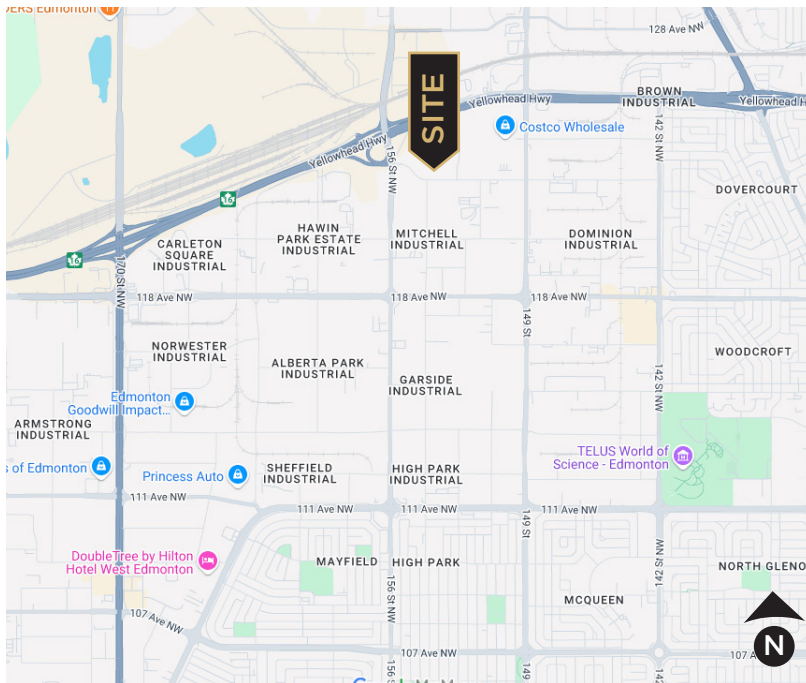 ERS Edmonton
128 Ave NW
SITE
BROWN
INDUSTRIAL
Yellowhead Hwy
Yellowhead H
Costco Wholesale
156 St NW
142 St NW
Yellowhead Hwy
DOVERCOURT
16
HAWIN
PARK ESTATE
INDUSTRIAL
MITCHELL
INDUSTRIAL
DOMINION
INDUSTRIAL
CARLETON
SQUARE
INDUSTRIAL
16
170 St NW
118 Ave NW
118 Ave NW
118 Ave NW
149 St
NORWESTER
INDUSTRIAL
WOODCROFT
ALBERTA PARK
INDUSTRIAL
GARSIDE
INDUSTRIAL
142 St NW
Edmonton
Goodwill Impact...
ARMSTRONG
INDUSTRIAL
TELUS World of
Science - Edmonton
s of Edmonton
Princess Auto
SHEFFIELD
INDUSTRIAL
HIGH PARK
INDUSTRIAL
111 Ave NW
111 Ave NW
111 Ave NW
111 Ave NW
149 St
142 St NW
DoubleTree by Hilton
Hotel West Edmonton
MAYFIELD
HIGH PARK
NORTH GLENO
156 St NW
MCQUEEN
107 Ave NW
N
107 Ave NW
107 A
156 S
149
142